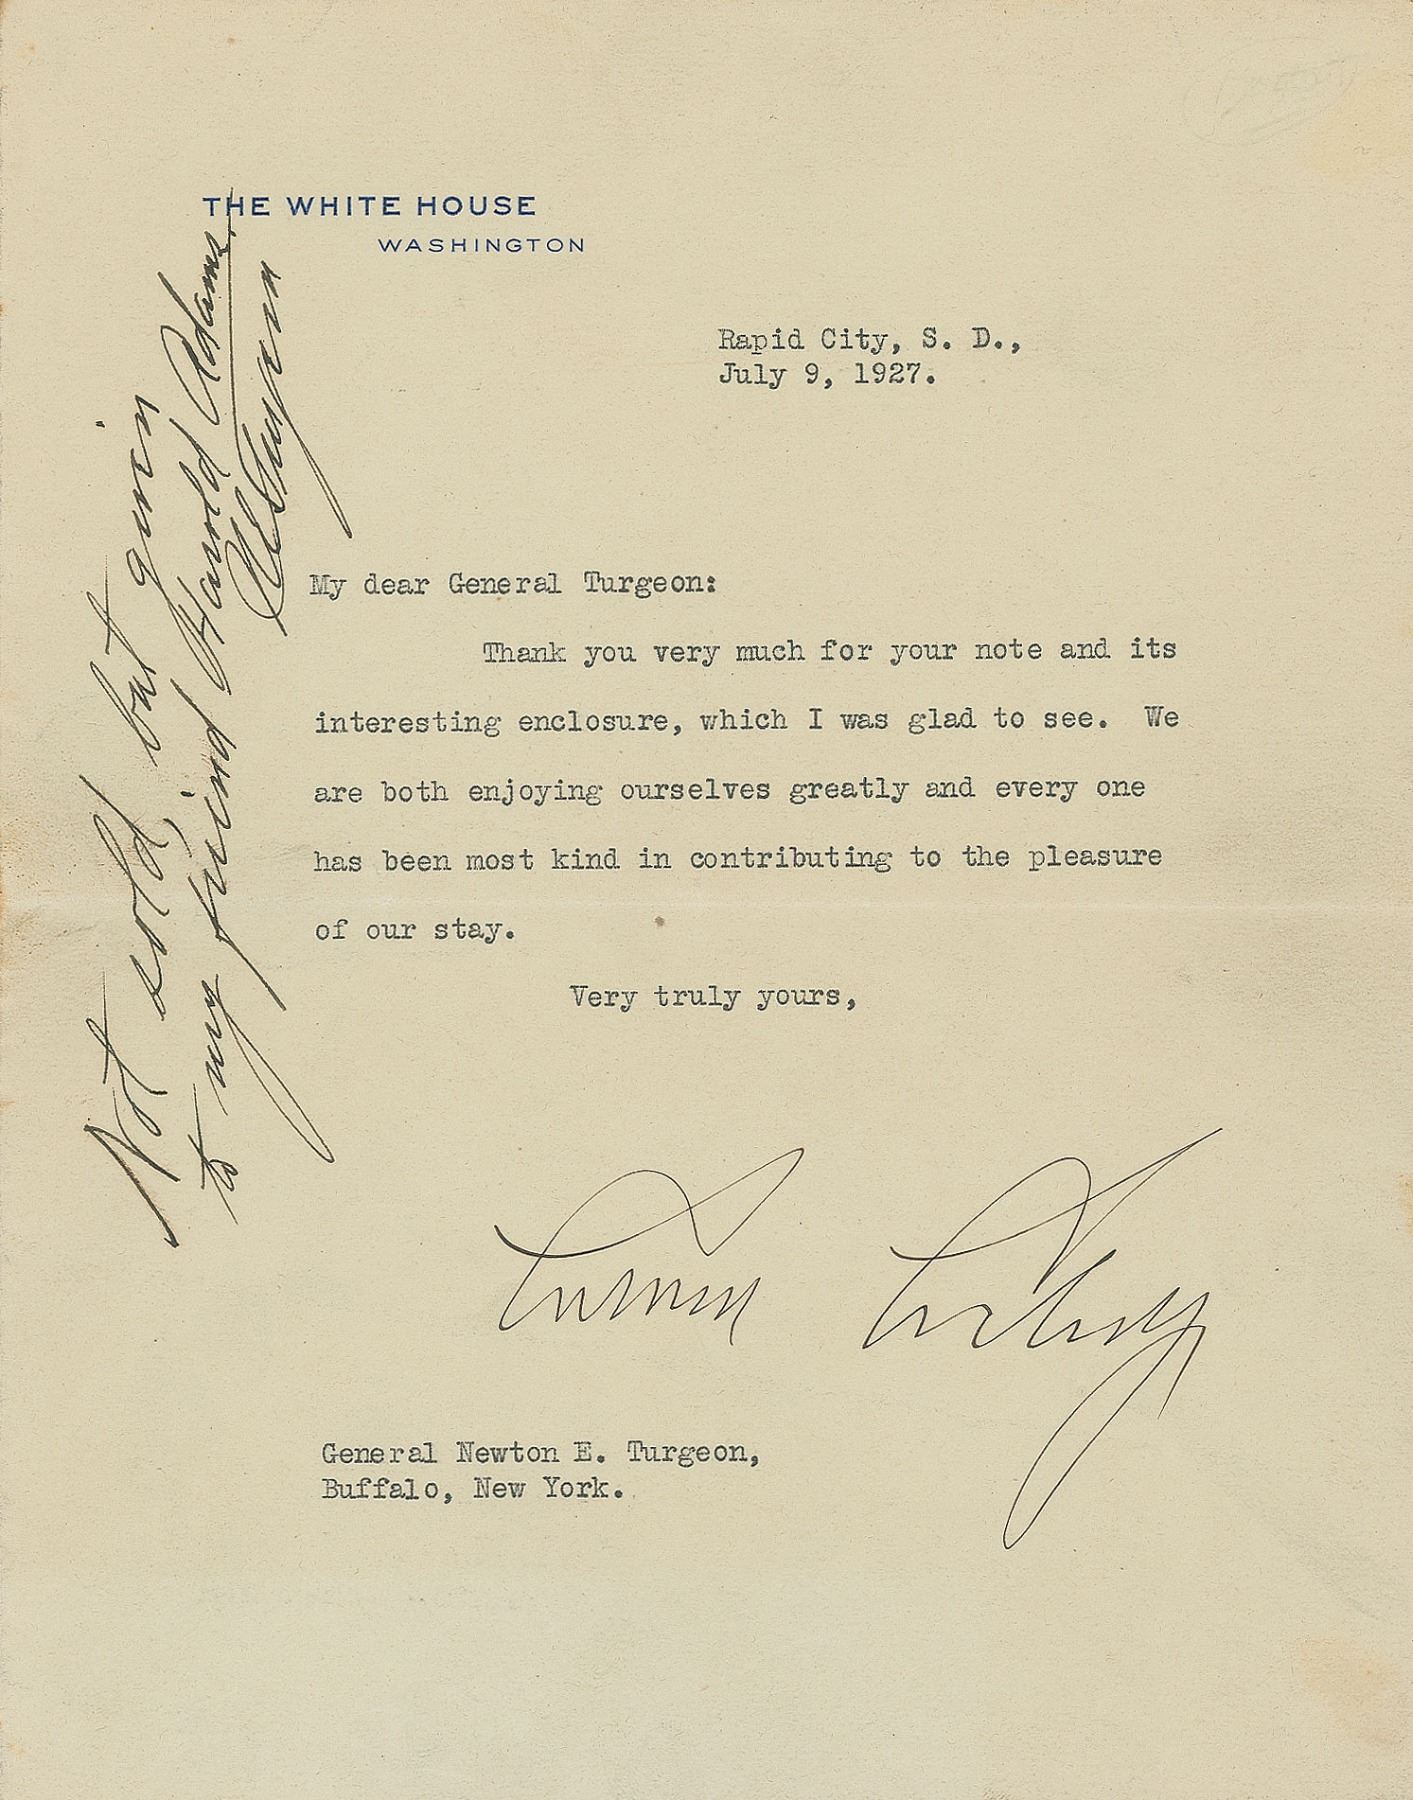 THE WHITE HOUSE
WASHINGTON
Rapid City, S. D.,
July 9, 1927.
My dear General Turgeon:
Thank you very much for your note and its
interesting enclosure, which I was glad to see. We
are both enjoying ourselves greatly and every one
has been most kind in contributing to the pleasure
of our stay.
Very truly yours,
Calvin Coolidge
General Newton E. Turgeon,
Buffalo, New York.
Not sold but given
to my friend Harold Adams.
NE Turgeon